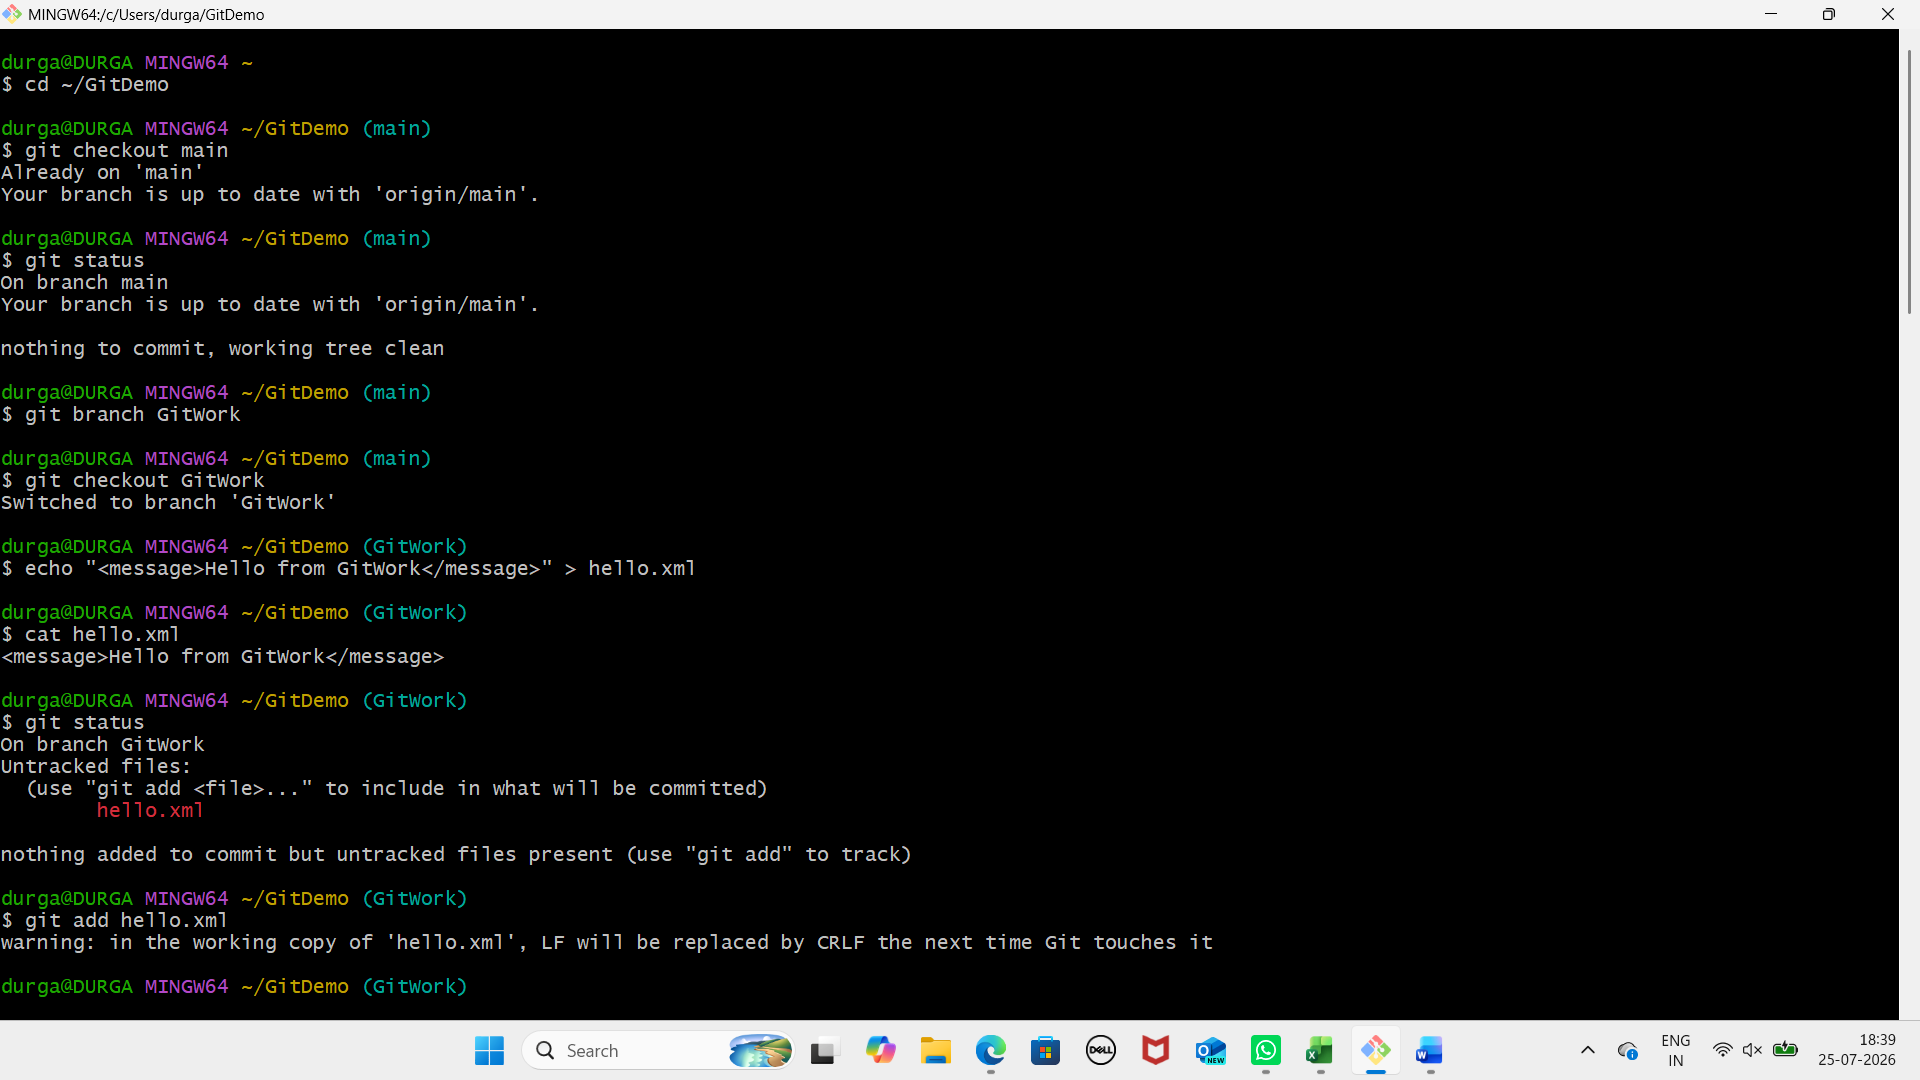 MINGW64:/c/Users/durga/GitDemo
durga@DURGA MINGW64 ~
$ cd ~/GitDemo
durga@DURGA MINGW64 ~/GitDemo (main)
$ git checkout main
Already on 'main'
Your branch is up to date with 'origin/main'.
durga@DURGA MINGW64 ~/GitDemo (main)
$ git status
On branch main
Your branch is up to date with 'origin/main'.
nothing to commit, working tree clean
durga@DURGA MINGW64 ~/GitDemo (main)
$ git branch GitWork
durga@DURGA MINGW64 ~/GitDemo (main)
$ git checkout GitWork
Switched to branch 'GitWork'
durga@DURGA MINGW64 ~/GitDemo (GitWork)
$ echo "<message>Hello from GitWork</message>" > hello.xml
durga@DURGA MINGW64 ~/GitDemo (GitWork)
$ cat hello.xml
<message>Hello from GitWork</message>
durga@DURGA MINGW64 ~/GitDemo (GitWork)
$ git status
On branch GitWork
Untracked files:
  (use "git add <file>..." to include in what will be committed)
        hello.xml
nothing added to commit but untracked files present (use "git add" to track)
durga@DURGA MINGW64 ~/GitDemo (GitWork)
$ git add hello.xml
warning: in the working copy of 'hello.xml', LF will be replaced by CRLF the next time Git touches it
durga@DURGA MINGW64 ~/GitDemo (GitWork)
Search
DELL
NEW
ENG
IN
18:39
25-07-2026